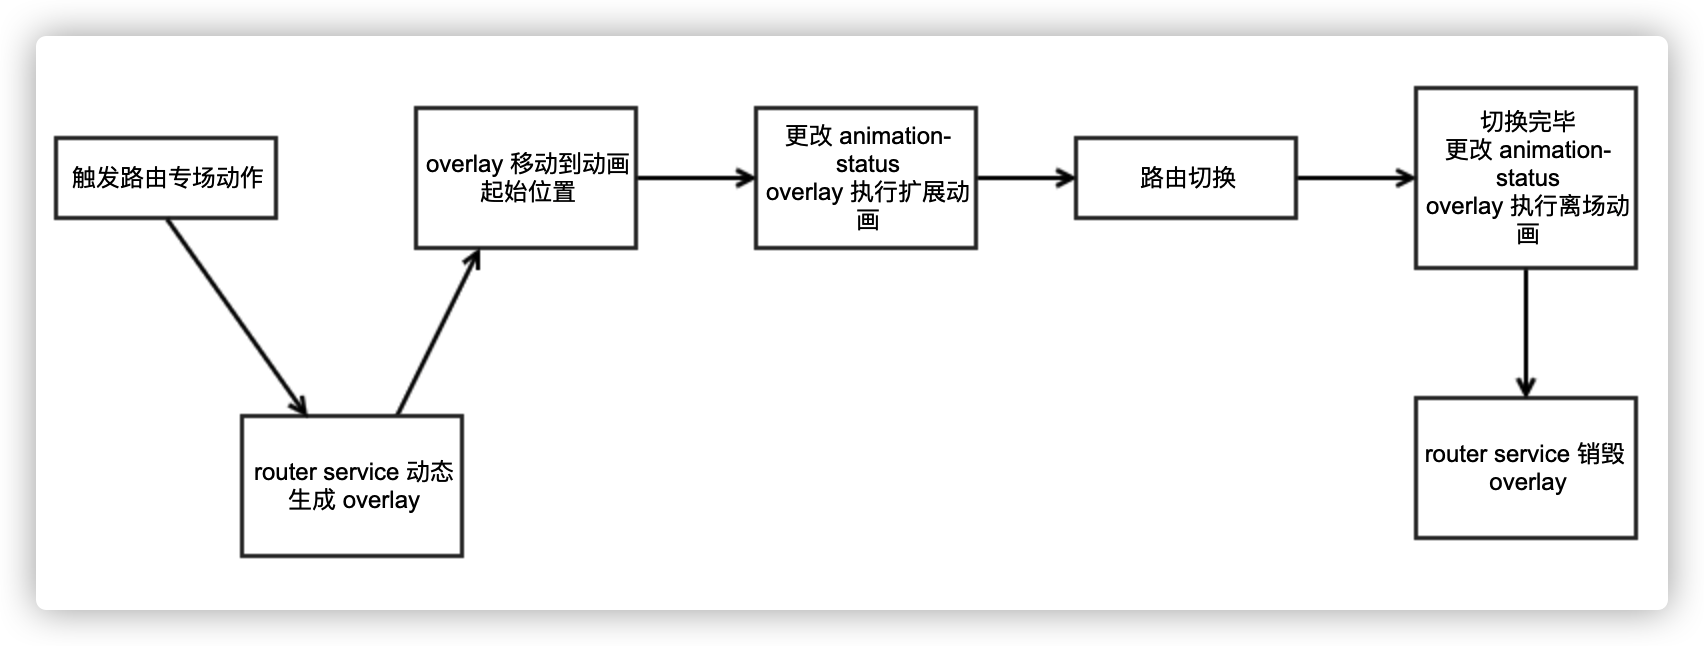 触发路由专场动作
overlay 移动到动画
起始位置
更改 animation-
status
overlay 执行扩展动
画
路由切换
切换完毕
更改 animation-
status
overlay 执行离场动
画
router service 动态
生成 overlay
router service 销毁
overlay